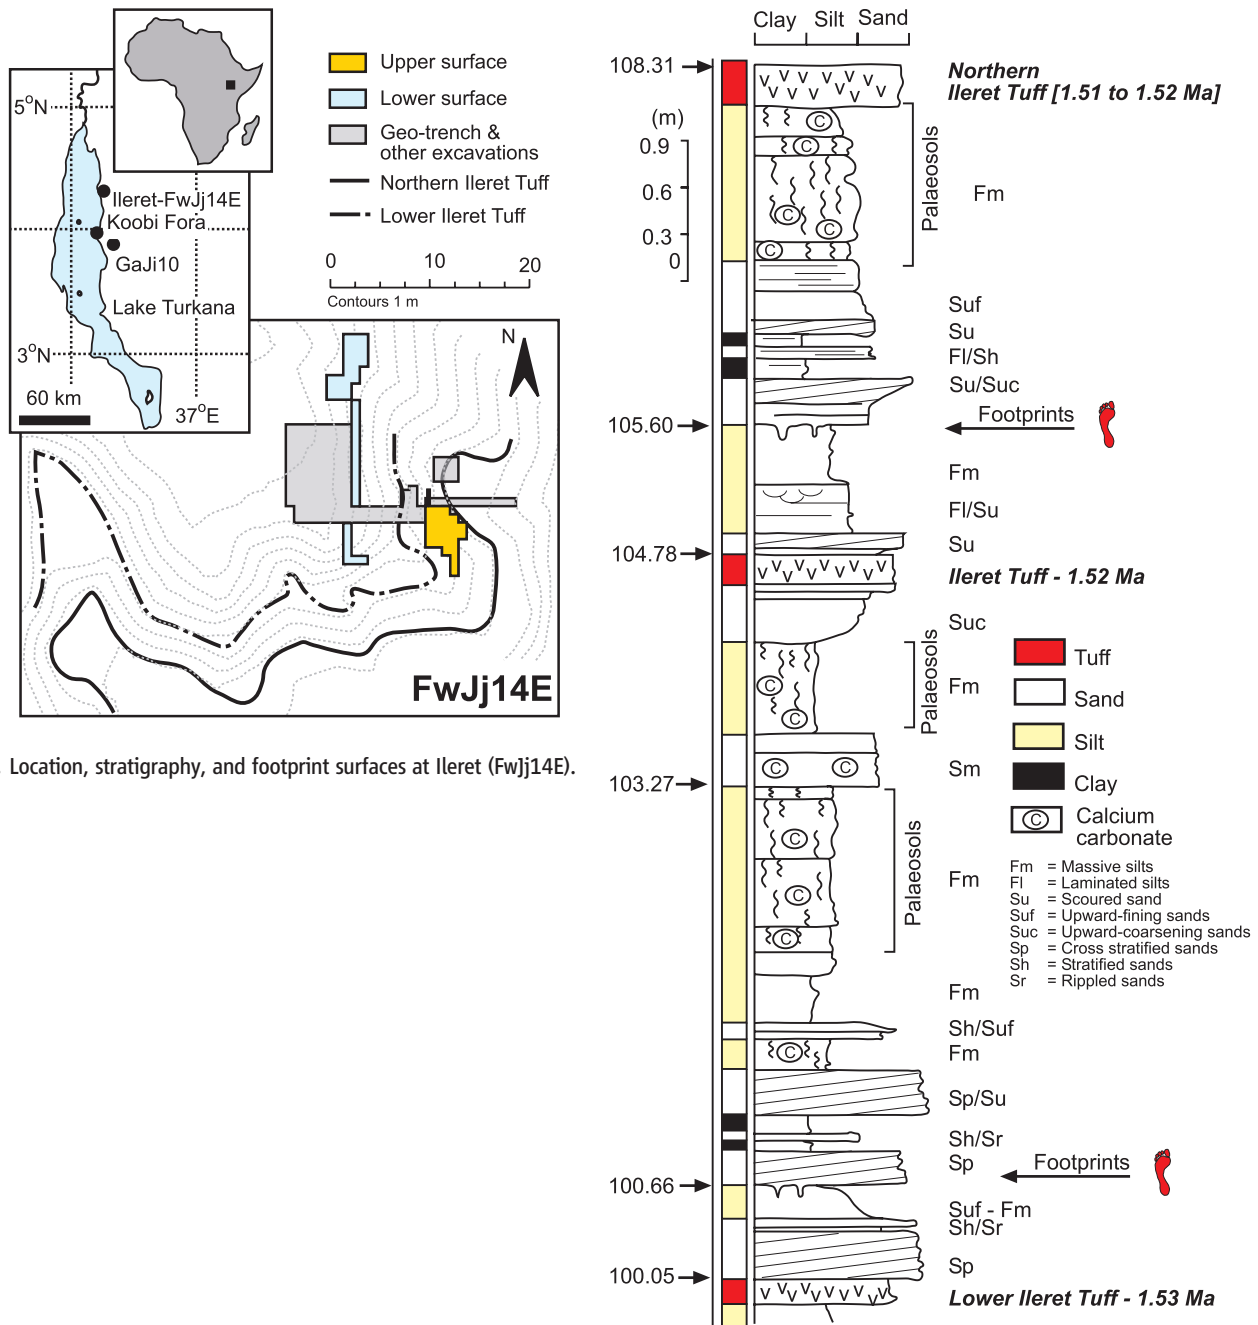 5°N
Ileret-FwJj14E
Koobi Fora
GaJi10
Lake Turkana
3°N
60 km
37°E
Upper surface
Lower surface
Geo-trench &
other excavations
Northern Ileret Tuff
Lower Ileret Tuff
0 10 20
Contours 1 m
N
FwJj14E
. Location, stratigraphy, and footprint surfaces at Ileret (FwJj14E).
Clay Silt Sand
108.31
(m)
0.9
0.6
0.3
0
105.60
104.78
103.27
100.66
100.05
V V V V V
V V V V
C
C
C
C
C
V V V V V
V V V V
C
C
C C
C
C
C
C
V V V V V V V
Palaeosols
Palaeosols
Palaeosols
Northern
Ileret Tuff [1.51 to 1.52 Ma]
Fm
Suf
Su
Fl/Sh
Su/Suc
Footprints
Fm
Fl/Su
Su
Ileret Tuff - 1.52 Ma
Suc
Fm
Sm
Fm
Fm
Sh/Suf
Fm
Sp/Su
Sh/Sr
Sp
Footprints
Suf - Fm
Sh/Sr
Sp
Lower Ileret Tuff - 1.53 Ma
Tuff
Sand
Silt
Clay
C Calcium
carbonate
Fm = Massive silts
Fl = Laminated silts
Su = Scoured sand
Suf = Upward-fining sands
Suc = Upward-coarsening sands
Sp = Cross stratified sands
Sh = Stratified sands
Sr = Rippled sands